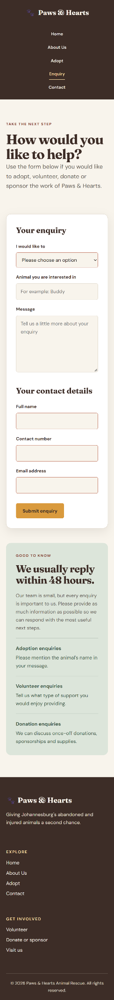 Paws & Hearts
Home
About Us
Adopt
Enquiry
Contact
TAKE THE NEXT STEP
How would you
like to help?
Use the form below if you would like
to adopt, volunteer, donate or
sponsor the work of Paws & Hearts.
Your enquiry
I would like to
Please choose an option
Animal you are interested in
For example: Buddy
Message
Tell us a little more about your
enquiry
Your contact details
Full name
Contact number
Email address
Submit enquiry
GOOD TO KNOW
We usually reply
within 48 hours.
Our team is small, but every enquiry
is important to us. Please provide as
much information as possible so we
can respond with the most useful
next steps.
Adoption enquiries
Please mention the animal's name in
your message.
Volunteer enquiries
Tell us what type of support you
would enjoy providing.
Donation enquiries
We can discuss once-off donations,
sponsorships and supplies.
Paws & Hearts
Giving Johannesburg's abandoned and
injured animals a second chance.
EXPLORE
Home
About Us
Adopt
Contact
GET INVOLVED
Volunteer
Donate or sponsor
Visit us
© 2026 Paws & Hearts Animal Rescue. All rights
reserved.